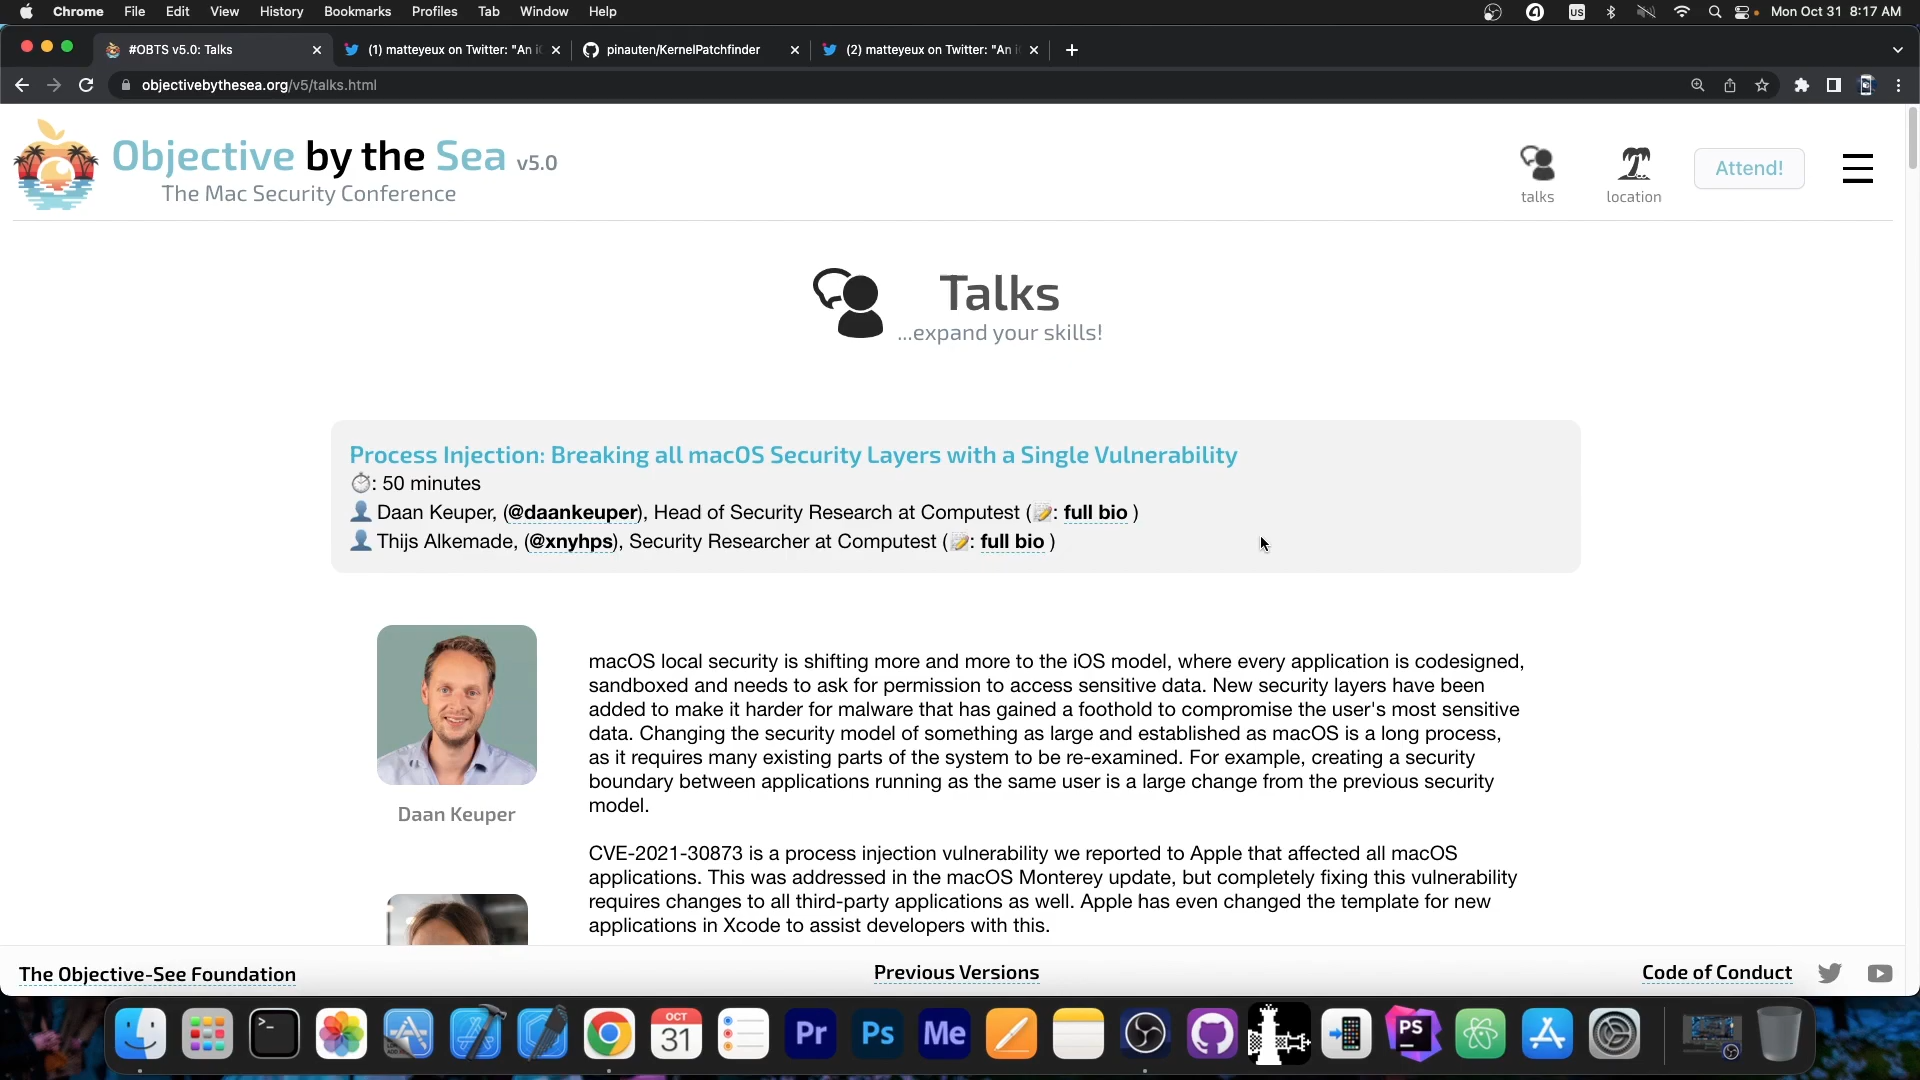 Chrome File Edit View History Bookmarks Profiles Tab Window Help
US
Mon Oct 31 8:17 AM
#OBTS v5.0: Talks
(1) matteyeux on Twitter: "An i
pinauten/KernelPatchfinder
(2) matteyeux on Twitter: "An i
objectivebythesea.org/v5/talks.html
Objective by the Sea v5.0
The Mac Security Conference
talks
location
Attend!
Talks
...expand your skills!
Process Injection: Breaking all macOS Security Layers with a Single Vulnerability
: 50 minutes
Daan Keuper, (@daankeuper), Head of Security Research at Computest (📝: full bio )
Thijs Alkemade, (@xnyhps), Security Researcher at Computest (📝: full bio )
macOS local security is shifting more and more to the iOS model, where every application is codesigned,
sandboxed and needs to ask for permission to access sensitive data. New security layers have been
added to make it harder for malware that has gained a foothold to compromise the user's most sensitive
data. Changing the security model of something as large and established as macOS is a long process,
as it requires many existing parts of the system to be re-examined. For example, creating a security
boundary between applications running as the same user is a large change from the previous security
model.
Daan Keuper
CVE-2021-30873 is a process injection vulnerability we reported to Apple that affected all macOS
applications. This was addressed in the macOS Monterey update, but completely fixing this vulnerability
requires changes to all third-party applications as well. Apple has even changed the template for new
applications in Xcode to assist developers with this.
The Objective-See Foundation
Previous Versions
Code of Conduct
OCT
31
Pr
Ps
Me
PS